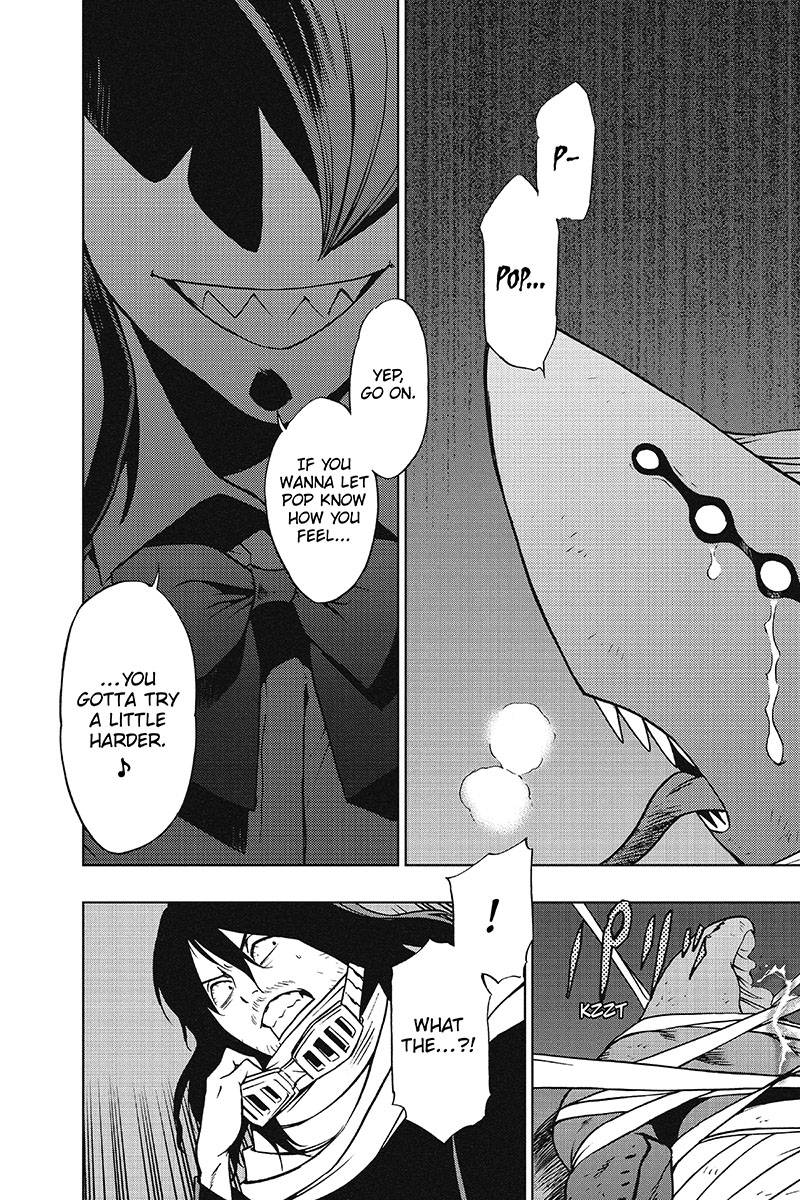 P-
POP...
YEP,
GO ON.
IF YOU
WANNA LET
POP KNOW
HOW YOU
FEEL...
...YOU
GOTTA TRY
A LITTLE
HARDER.
♪
KZZT
!
WHAT
THE...?!